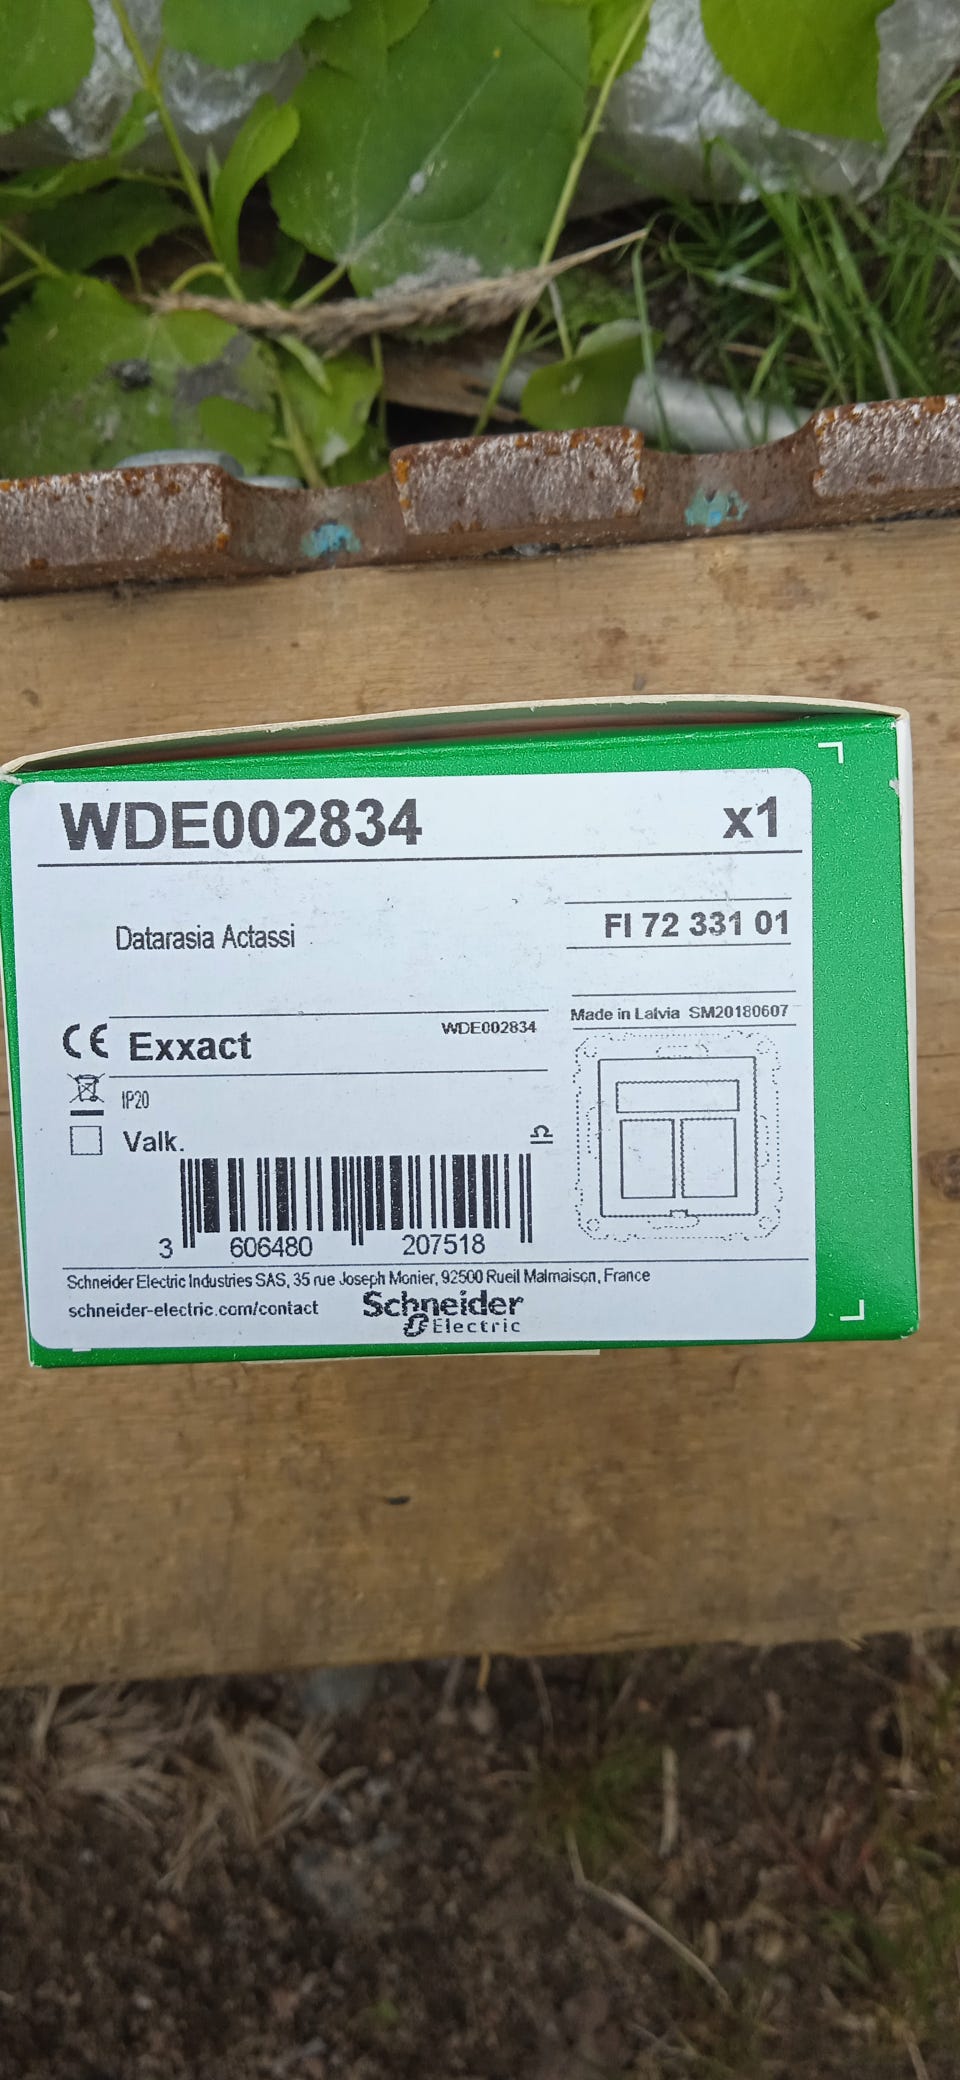 WDE002834 x1
Datarasia Actassi
FI 72 331 01
Made in Latvia SM20180607
CE Exxact WDE002834
IP20
Valk.
3 606480 207518
Schneider Electric Industries SAS, 35 rue Joseph Monier, 92500 Rueil Malmaison, France
schneider-electric.com/contact
Schneider
Electric